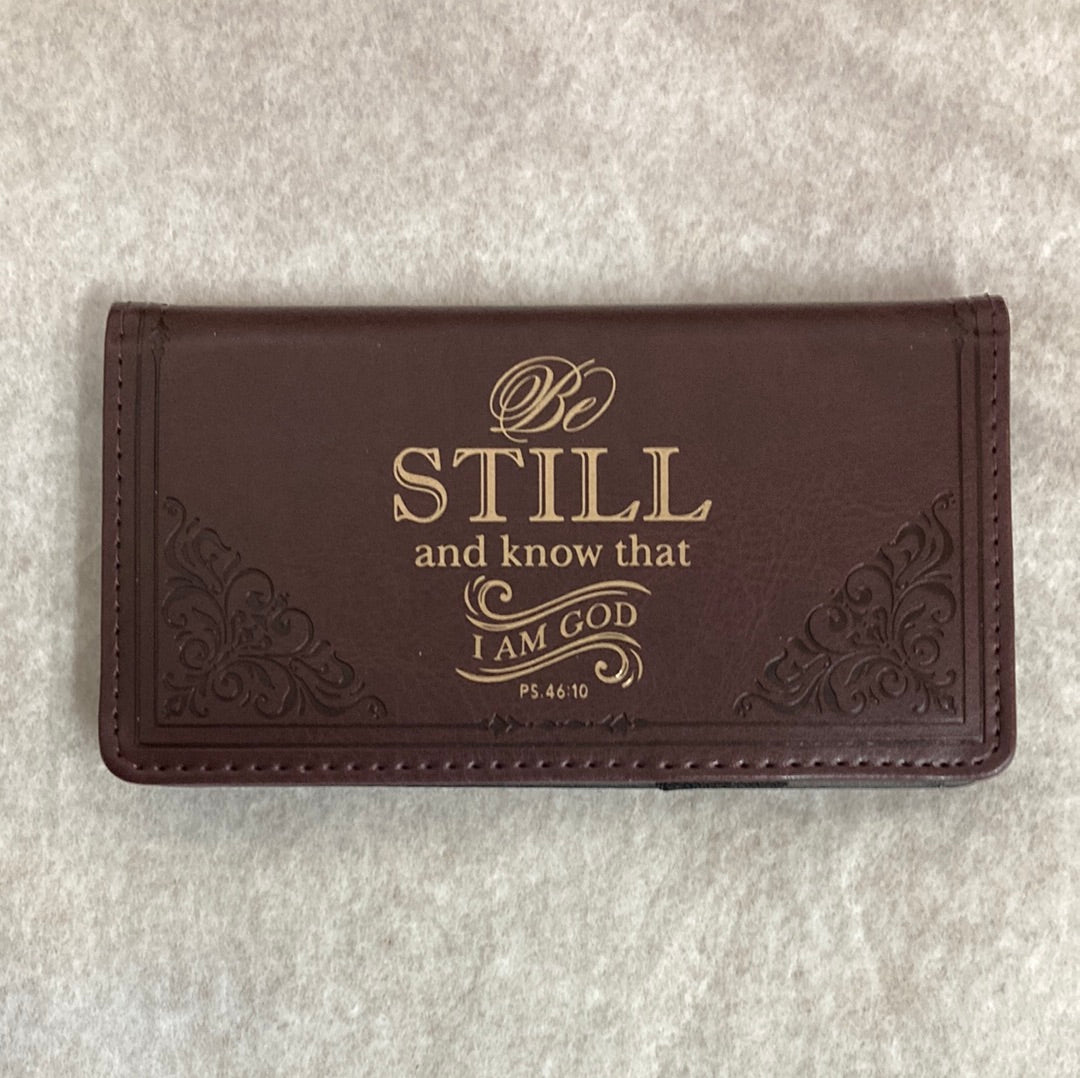 Be
STILL
and know that
I AM GOD
PS.46:10